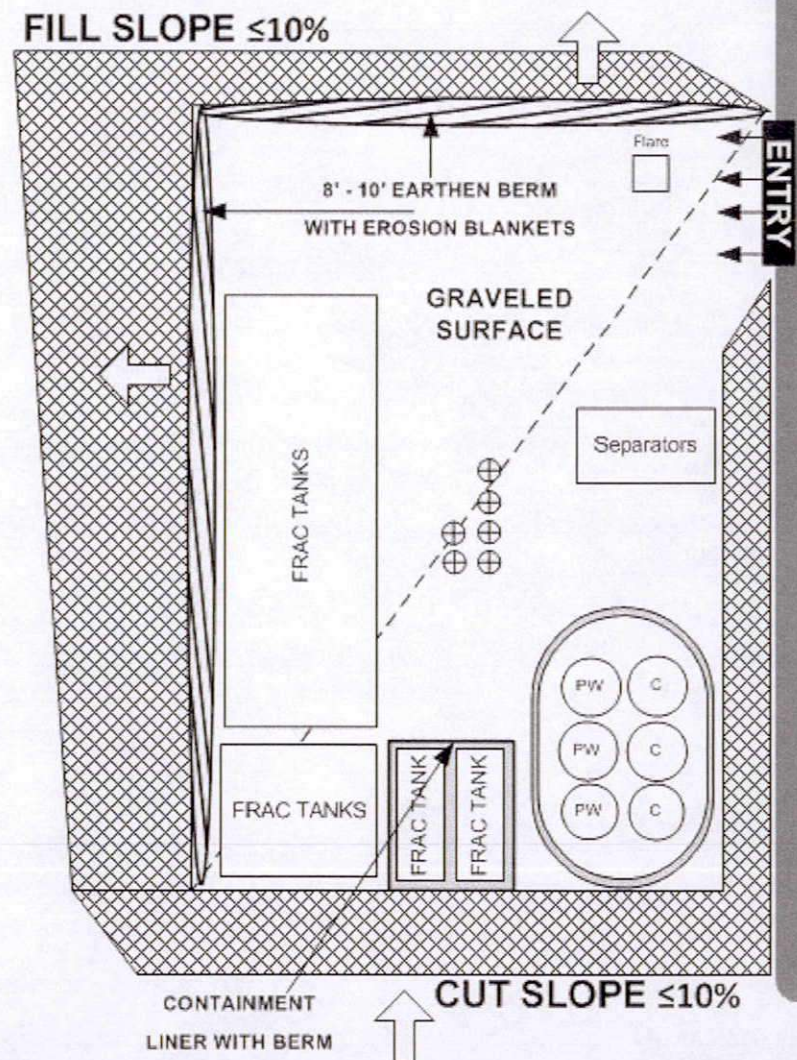 FILL SLOPE ≤10%
Flare
ENTRY
8' - 10' EARTHEN BERM
WITH EROSION BLANKETS
GRAVELED
SURFACE
Separators
FRAC TANKS
PW C
PW C
PW C
FRAC TANKS
FRAC TANK
FRAC TANK
CONTAINMENT
LINER WITH BERM
CUT SLOPE ≤10%